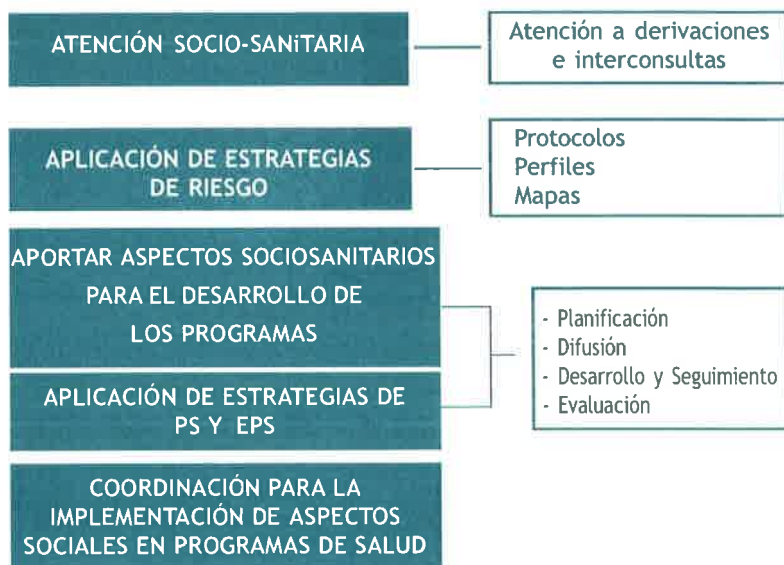 ATENCIÓN SOCIO-SANiTARIA
Atención a derivaciones
e interconsultas
APLICACIÓN DE ESTRATEGIAS
DE RIESGO
Protocolos
Perfiles
Mapas
APORTAR ASPECTOS SOCIOSANITARIOS
PARA EL DESARROLLO DE
LOS PROGRAMAS
APLICACIÓN DE ESTRATEGIAS DE
PS Y EPS
- Planificación
- Difusión
- Desarrollo y Seguimiento
- Evaluación
COORDINACIÓN PARA LA
IMPLEMENTACIÓN DE ASPECTOS
SOCIALES EN PROGRAMAS DE SALUD